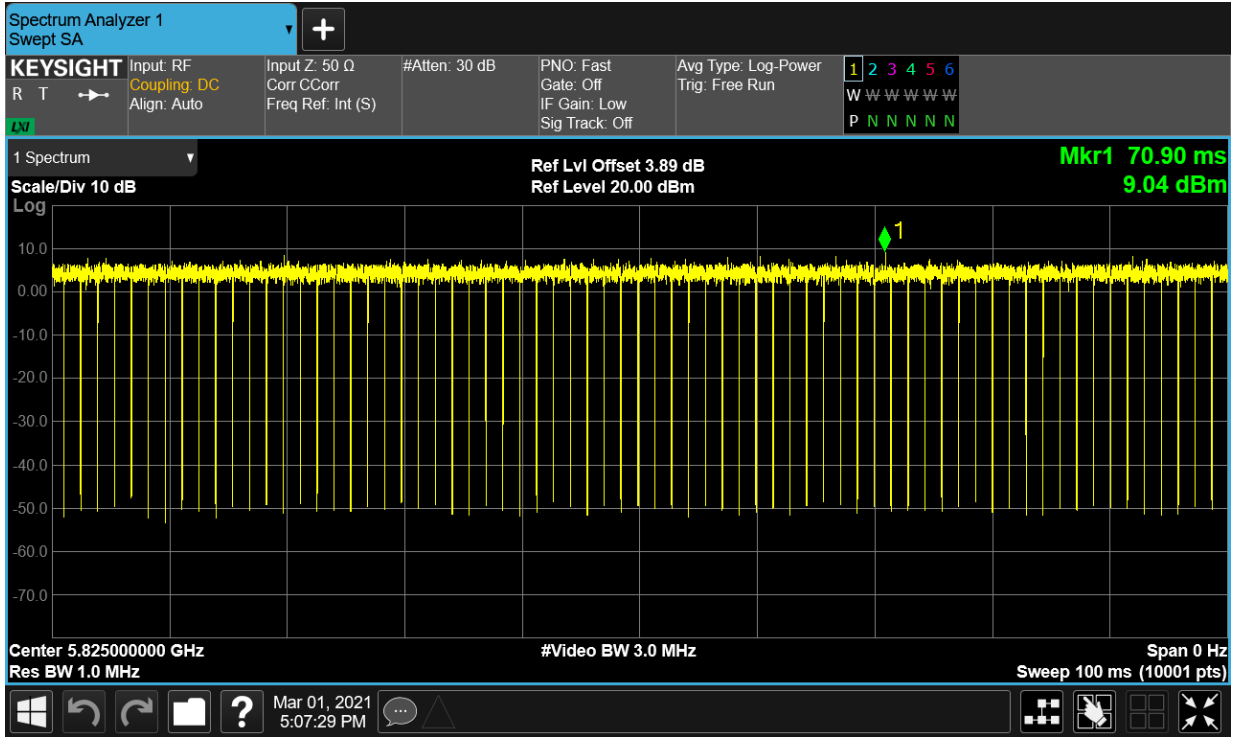 Spectrum Analyzer 1
Swept SA
KEYSIGHT
R T
LXI
Input: RF
Coupling: DC
Align: Auto
Input Z: 50 Ω
Corr CCorr
Freq Ref: Int (S)
#Atten: 30 dB
PNO: Fast
Gate: Off
IF Gain: Low
Sig Track: Off
Avg Type: Log-Power
Trig: Free Run
1 2 3 4 5 6
W W W W W W
P N N N N N
1 Spectrum
Scale/Div 10 dB
Log
Ref Lvl Offset 3.89 dB
Ref Level 20.00 dBm
Mkr1 70.90 ms
9.04 dBm
1
10.0
0.00
-10.0
-20.0
-30.0
-40.0
-50.0
-60.0
-70.0
Center 5.825000000 GHz
#Video BW 3.0 MHz
Span 0 Hz
Res BW 1.0 MHz
Sweep 100 ms (10001 pts)
?
Mar 01, 2021
5:07:29 PM